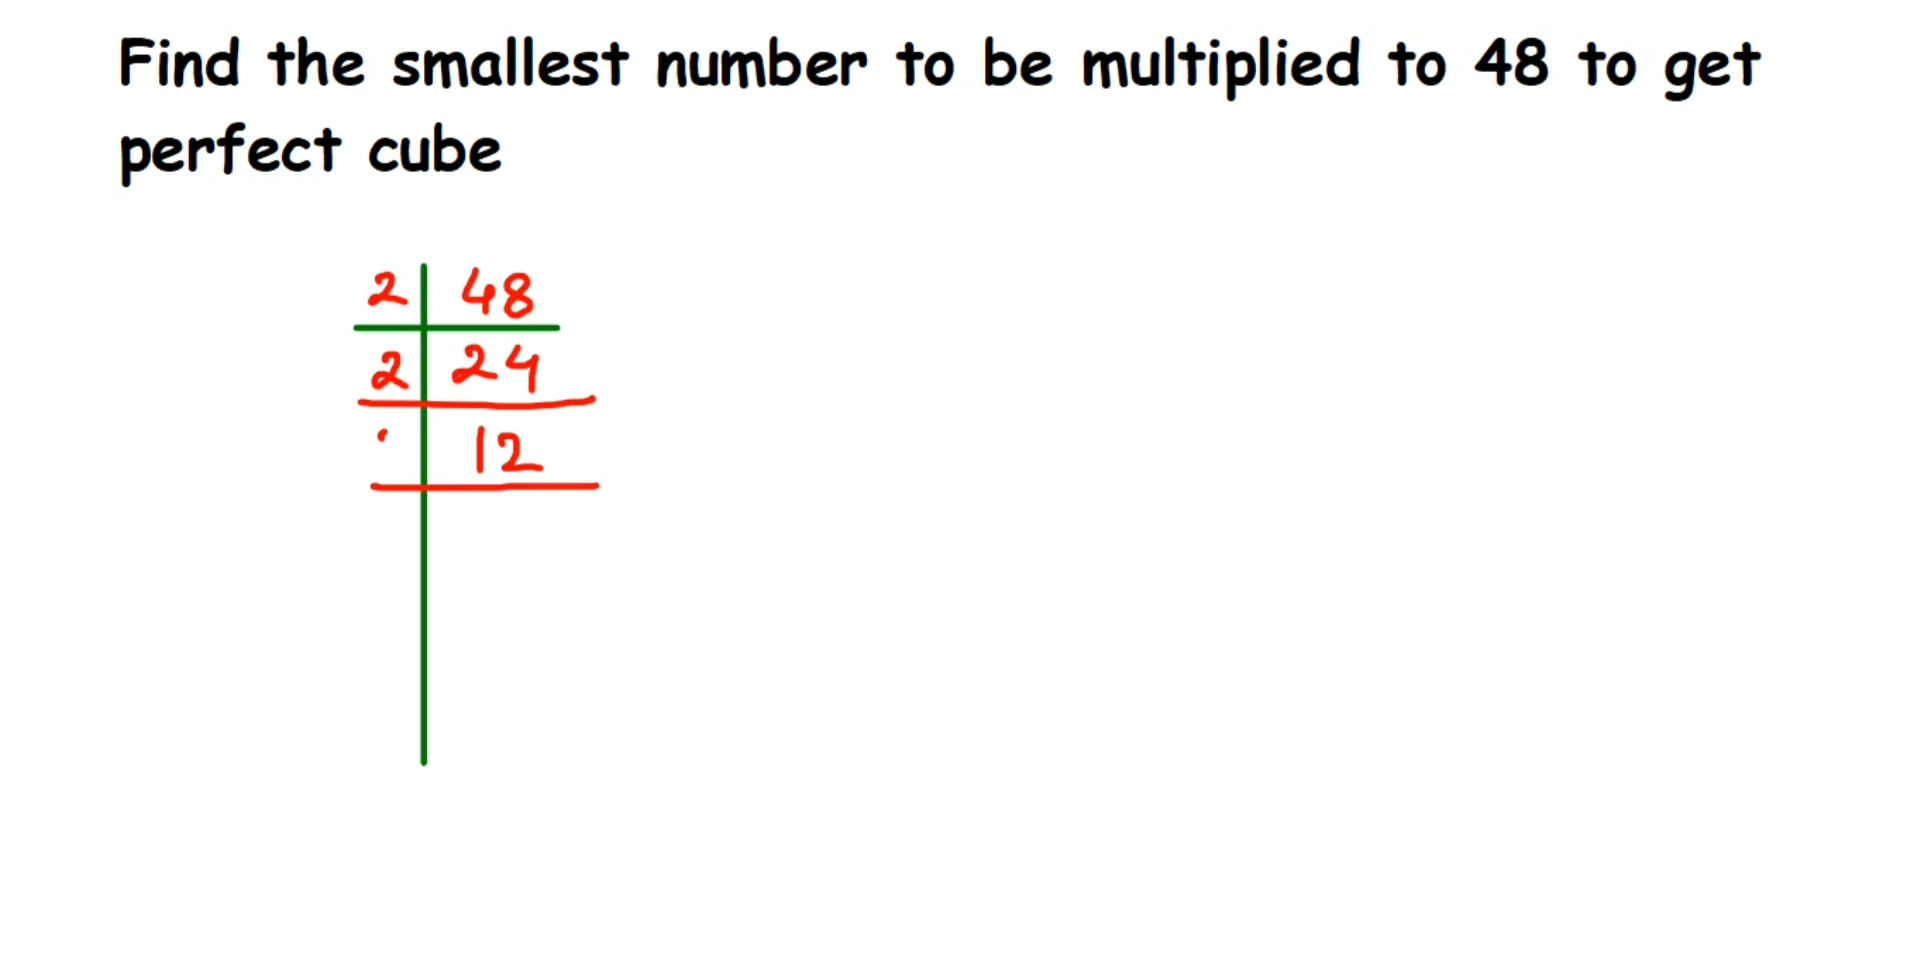 Find the smallest number to be multiplied to 48 to get
perfect cube
2 48
2 24
12